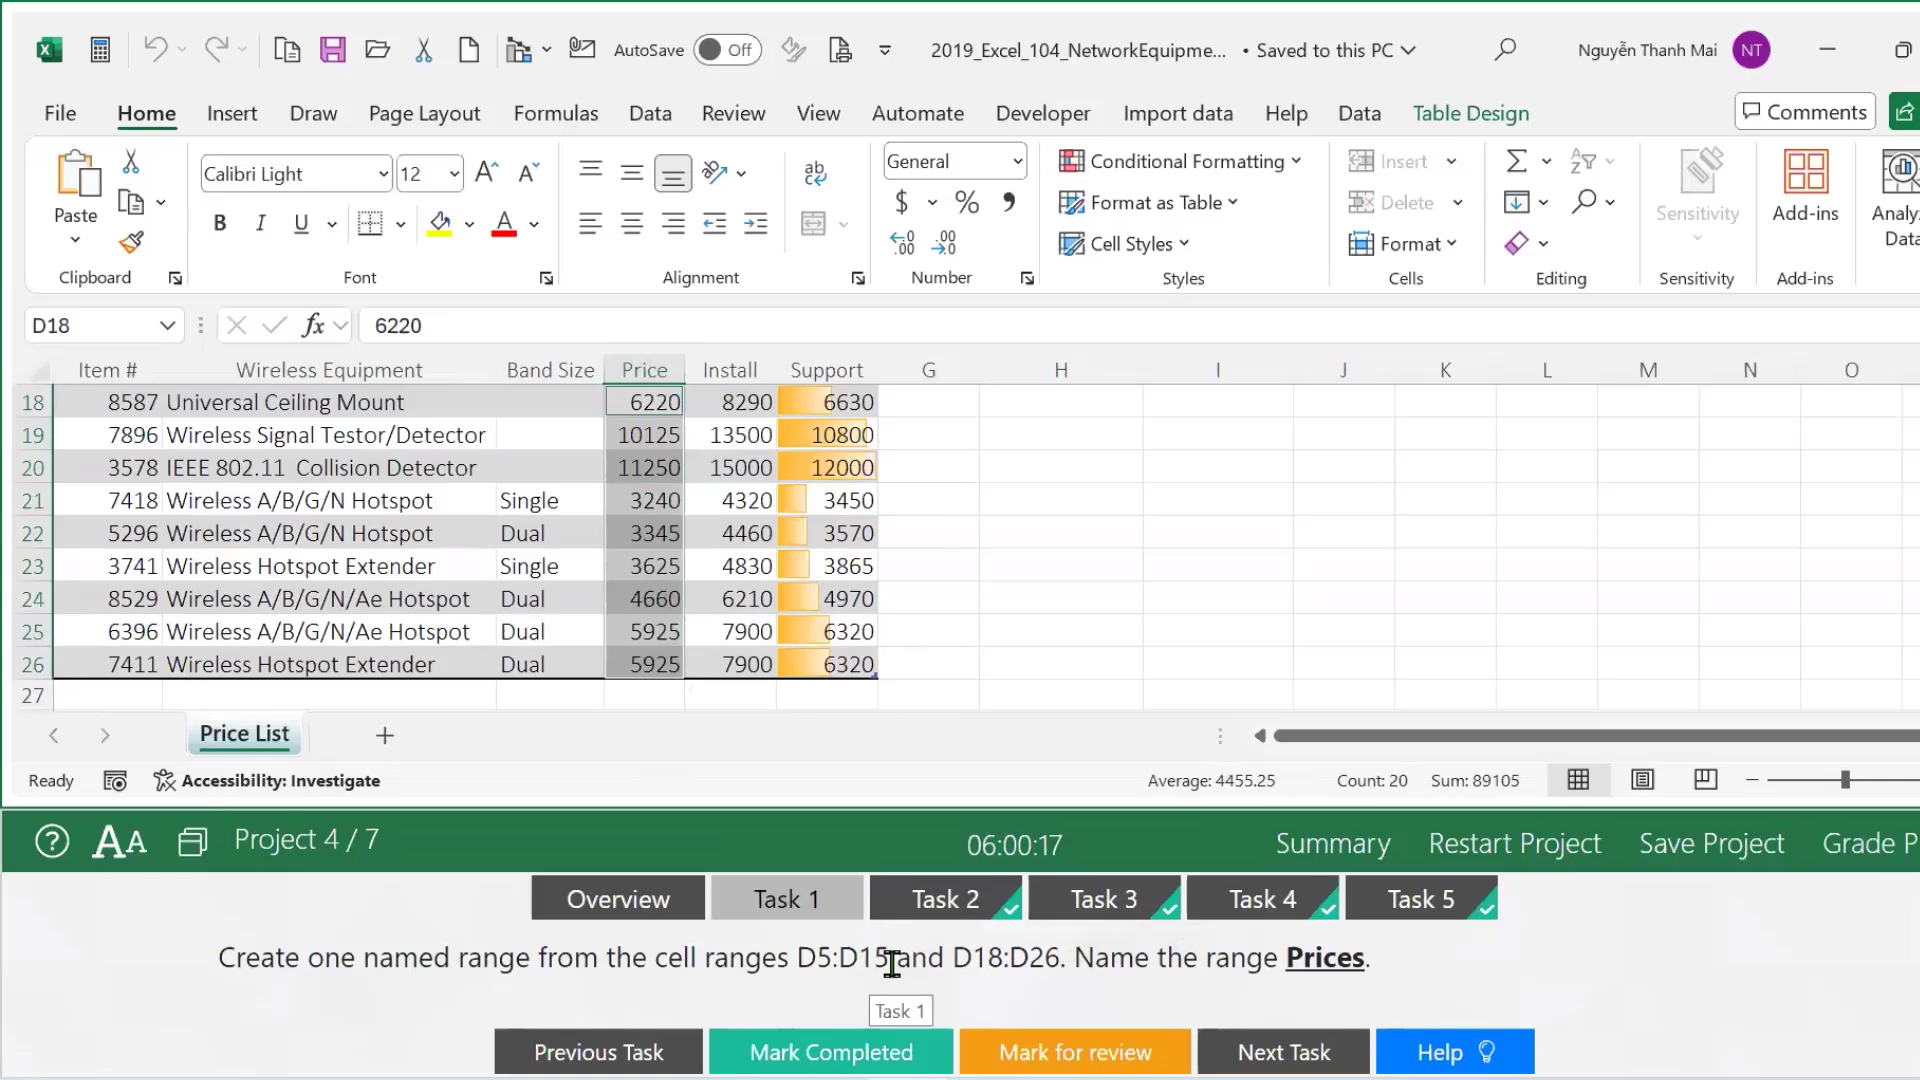 AutoSave Off 2019_Excel_104_NetworkEquipme... • Saved to this PC Nguyễn Thanh Mai NT
File Home Insert Draw Page Layout Formulas Data Review View Automate Developer Import data Help Data Table Design Comments
Paste
Calibri Light 12
General
Conditional Formatting
Format as Table
Cell Styles
Insert
Delete
Format
Sensitivity
Add-ins
Analyz
Data
B I U A ab $ % 9 .00
Clipboard Font Alignment Number Styles Cells Editing Sensitivity Add-ins
D18 fx 6220
Item # Wireless Equipment Band Size Price Install Support G H I J K L M N O
18 8587 Universal Ceiling Mount 6220 8290 6630
19 7896 Wireless Signal Testor/Detector 10125 13500 10800
20 3578 IEEE 802.11  Collision Detector 11250 15000 12000
21 7418 Wireless A/B/G/N Hotspot Single 3240 4320 3450
22 5296 Wireless A/B/G/N Hotspot Dual 3345 4460 3570
23 3741 Wireless Hotspot Extender Single 3625 4830 3865
24 8529 Wireless A/B/G/N/Ae Hotspot Dual 4660 6210 4970
25 6396 Wireless A/B/G/N/Ae Hotspot Dual 5925 7900 6320
26 7411 Wireless Hotspot Extender Dual 5925 7900 6320
27
Price List
Ready Accessibility: Investigate Average: 4455.25 Count: 20 Sum: 89105
? AA Project 4 / 7 06:00:17 Summary Restart Project Save Project Grade P
Overview Task 1 Task 2 Task 3 Task 4 Task 5
Create one named range from the cell ranges D5:D15 and D18:D26. Name the range Prices.
Task 1
Previous Task Mark Completed Mark for review Next Task Help